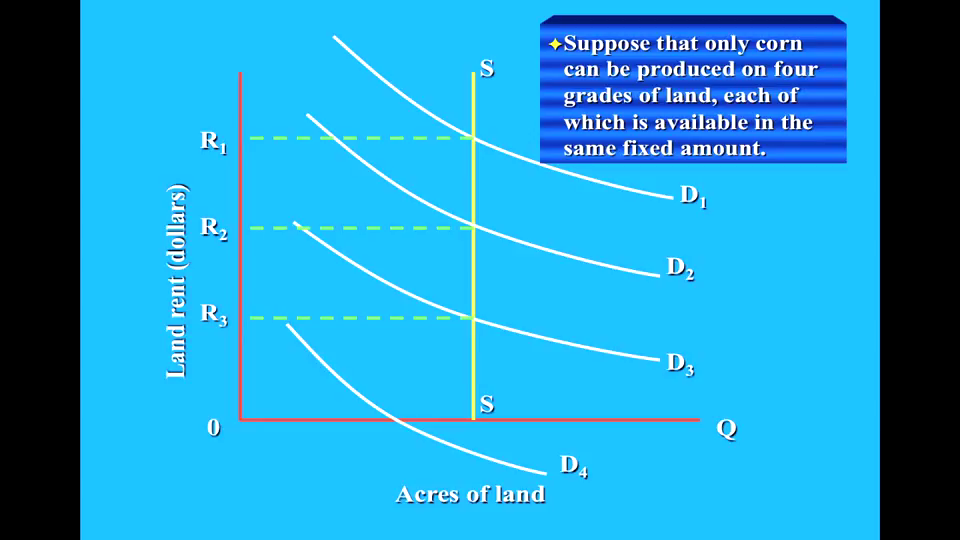 ✦Suppose that only corn
can be produced on four
grades of land, each of
which is available in the
same fixed amount.
S
R₁
D₁
R₂
D₂
R₃
D₃
Land rent (dollars)
S
0
Q
D₄
Acres of land